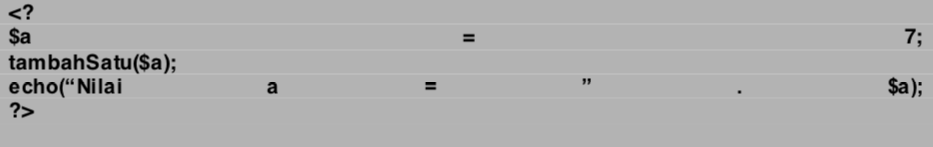 <?
$a = 7;
tambahSatu($a);
echo(“Nilai a = ” . $a);
?>